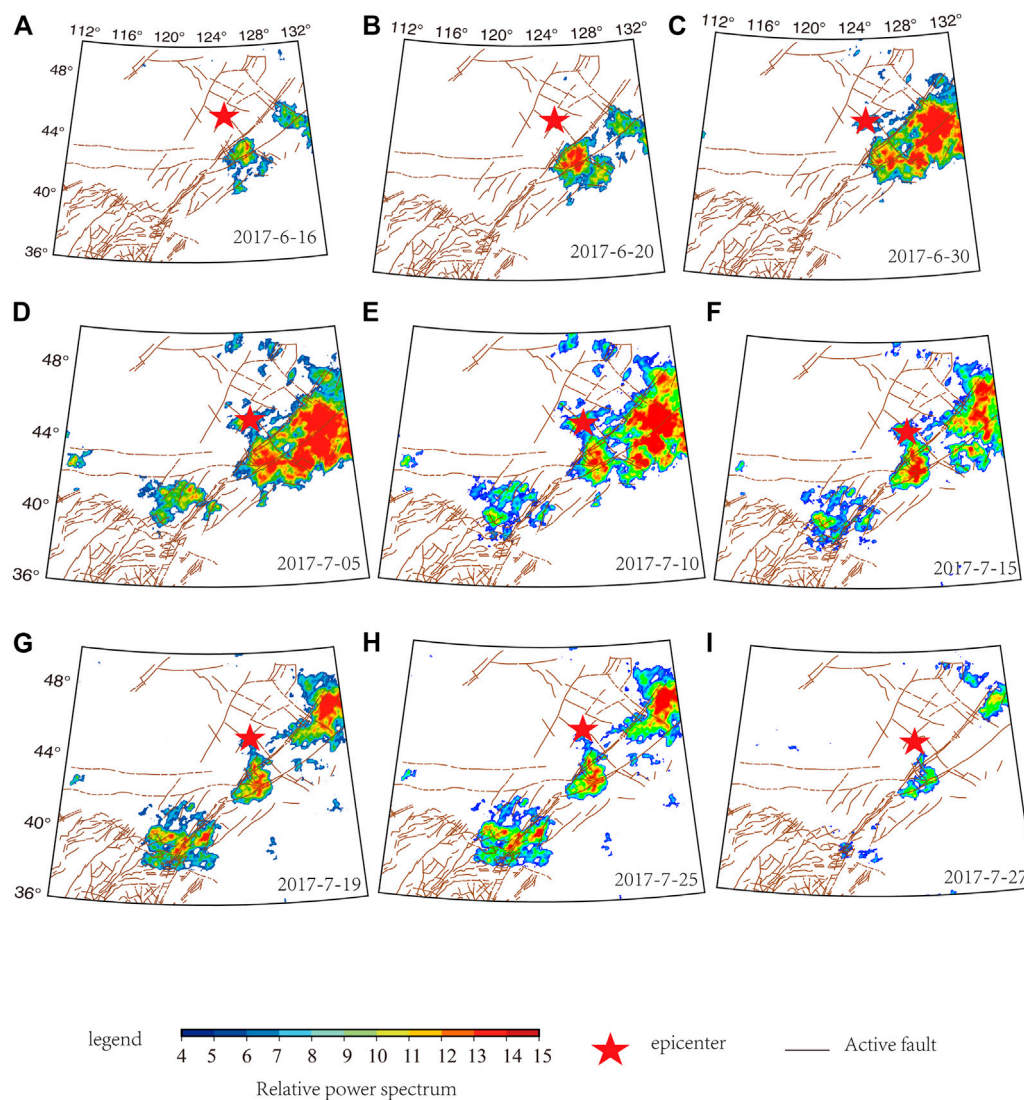 A B C
112° 116° 120° 124° 128° 132° 112° 116° 120° 124° 128° 132° 112° 116° 120° 124° 128° 132°
48°
44°
40°
36°
2017-6-16 2017-6-20 2017-6-30
D E F
48°
44°
40°
36°
2017-7-05 2017-7-10 2017-7-15
G H I
48°
44°
40°
36°
2017-7-19 2017-7-25 2017-7-27
legend epicenter Active fault
4 5 6 7 8 9 10 11 12 13 14 15
Relative power spectrum